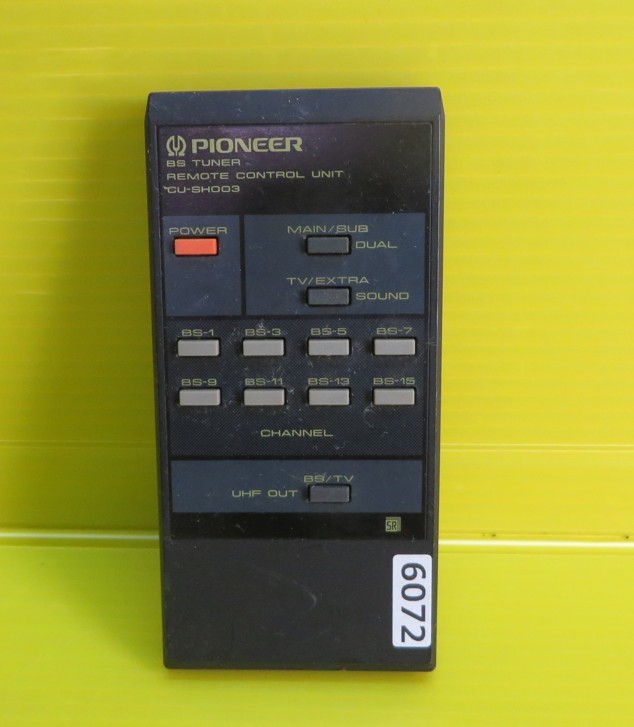 PIONEER
BS TUNER
REMOTE CONTROL UNIT
CU-SH003
POWER
MAIN/SUB
DUAL
TV/EXTRA
SOUND
BS-1 BS-3 BS-5 BS-7
BS-9 BS-11 BS-13 BS-15
CHANNEL
BS/TV
UHF OUT
SR
6072